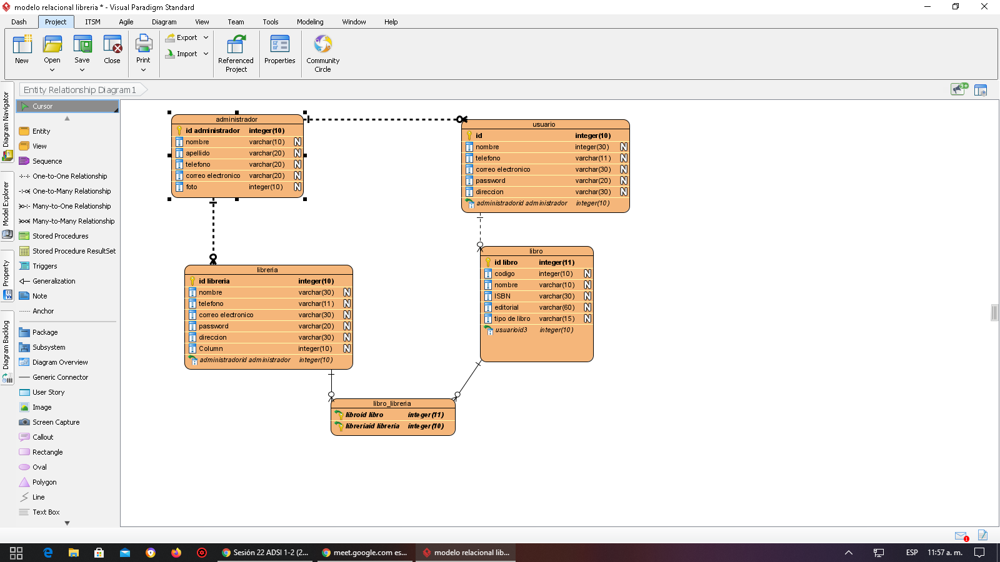 modelo relacional libreria * - Visual Paradigm Standard
Dash Project ITSM Agile Diagram View Team Tools Modeling Window Help
New Open Save Close Print Export Import Referenced Project Properties Community Circle
Entity Relationship Diagram1
9+
Diagram Navigator
Model Explorer
Property
Diagram Backlog
Cursor
Entity
View
Sequence
One-to-One Relationship
One-to-Many Relationship
Many-to-One Relationship
Many-to-Many Relationship
Stored Procedures
Stored Procedure ResultSet
Triggers
Generalization
Note
Anchor
Package
Subsystem
Diagram Overview
Generic Connector
User Story
Image
Screen Capture
Callout
Rectangle
Oval
Polygon
Line
Text Box
administrador
id administrador integer(10)
nombre varchar(10) N
apellido varchar(20) N
telefono varchar(20) N
correo electronico varchar(20) N
foto integer(10) N
usuario
id integer(10)
nombre integer(30) N
telefono varchar(11) N
correo electronico varchar(30) N
password varchar(20) N
direccion varchar(30) N
administradorid administrador integer(10)
libreria
id libreria integer(10)
nombre varchar(30) N
telefono varchar(11) N
correo electronico varchar(30) N
password varchar(20) N
direccion varchar(30) N
Column integer(10) N
administradorid administrador integer(10)
libro
id libro integer(11)
codigo integer(10) N
nombre varchar(10) N
ISBN varchar(30) N
editorial varchar(60) N
tipo de libro varchar(15) N
usuarioid3 integer(10)
libro_libreria
libroid libro integer(11)
libreriaid libreria integer(10)
1
Sesión 22 ADSI 1-2 (2...
meet.google.com es...
modelo relacional lib...
ESP
11:57 a. m.